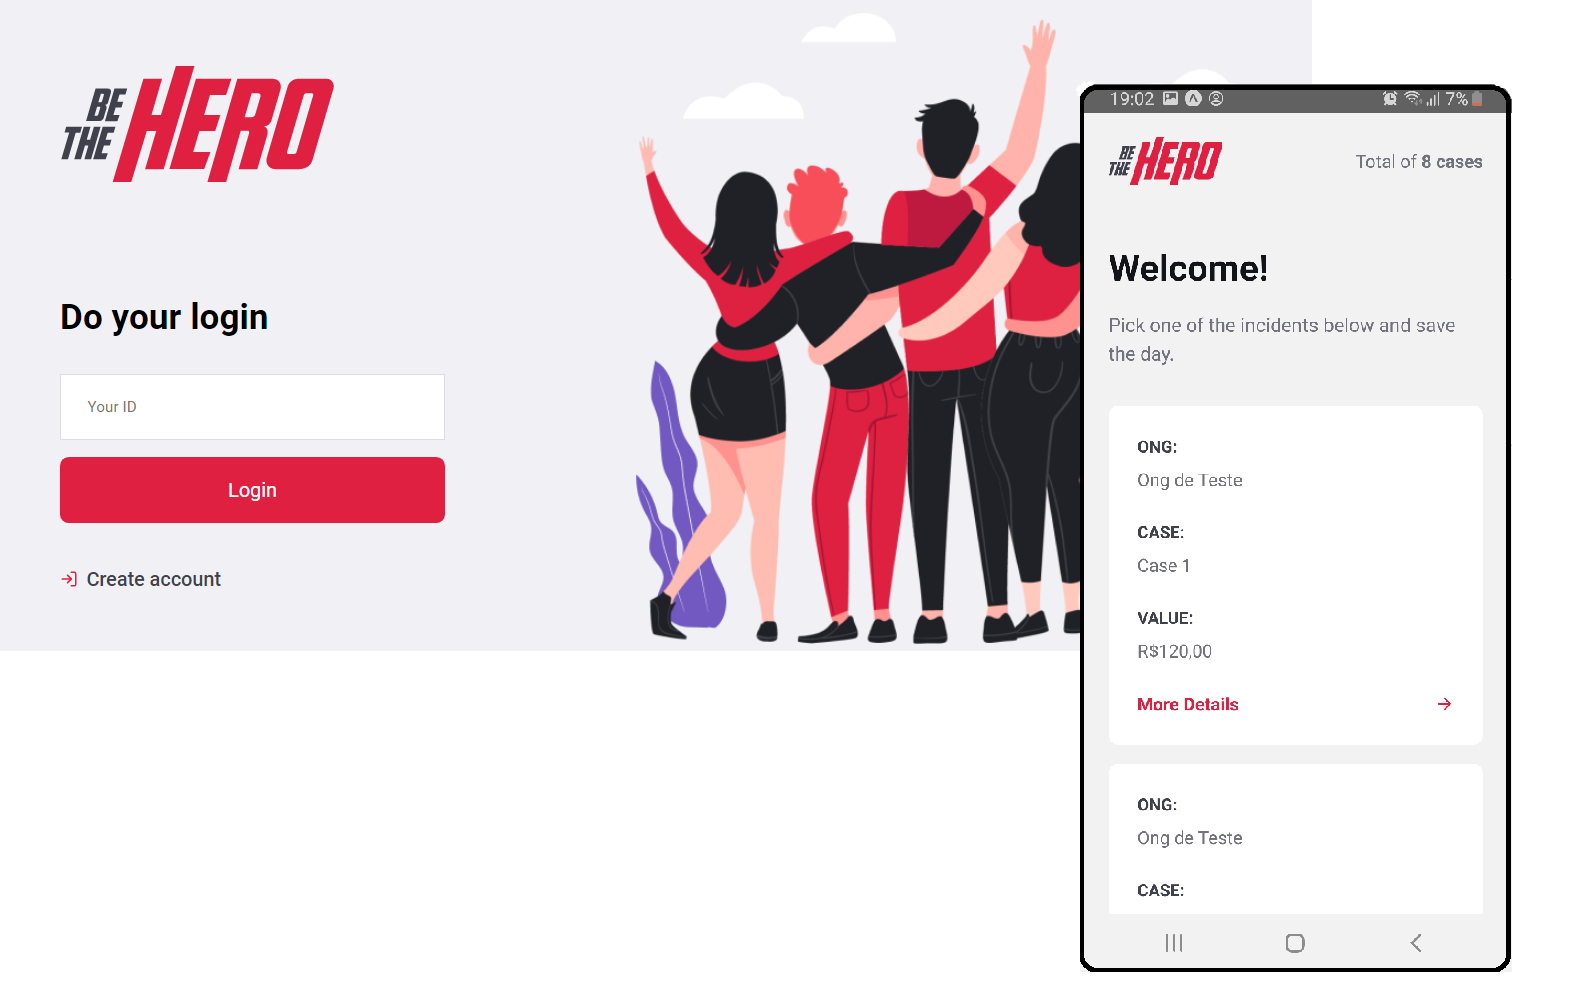 BE
THE HERO
Do your login
Your ID
Login
Create account
19:02
7%
BE
THE HERO
Total of 8 cases
Welcome!
Pick one of the incidents below and save
the day.
ONG:
Ong de Teste
CASE:
Case 1
VALUE:
R$120,00
More Details
ONG:
Ong de Teste
CASE: